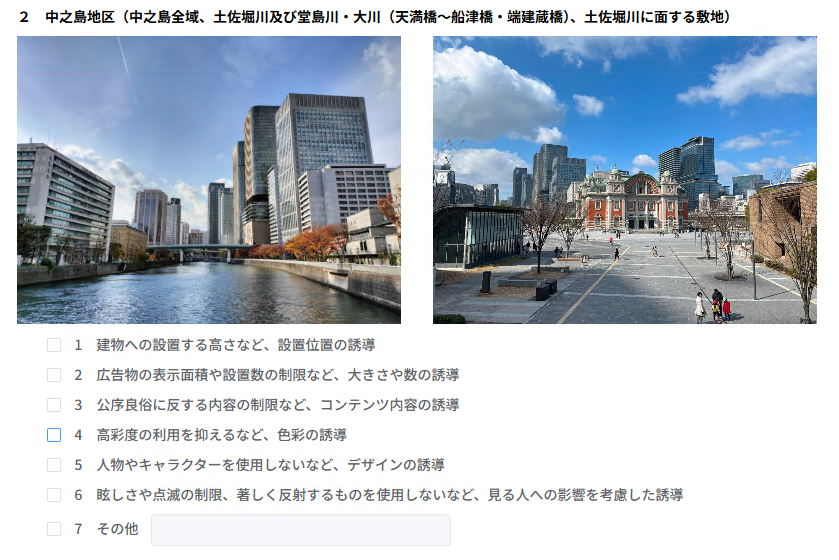 2 中之島地区（中之島全域、土佐堀川及び堂島川・大川（天満橋～船津橋・端建蔵橋）、土佐堀川に面する敷地）
1 建物への設置する高さなど、設置位置の誘導
2 広告物の表示面積や設置数の制限など、大きさや数の誘導
3 公序良俗に反する内容の制限など、コンテンツ内容の誘導
4 高彩度の利用を抑えるなど、色彩の誘導
5 人物やキャラクターを使用しないなど、デザインの誘導
6 眩しさや点滅の制限、著しく反射するものを使用しないなど、見る人への影響を考慮した誘導
7 その他